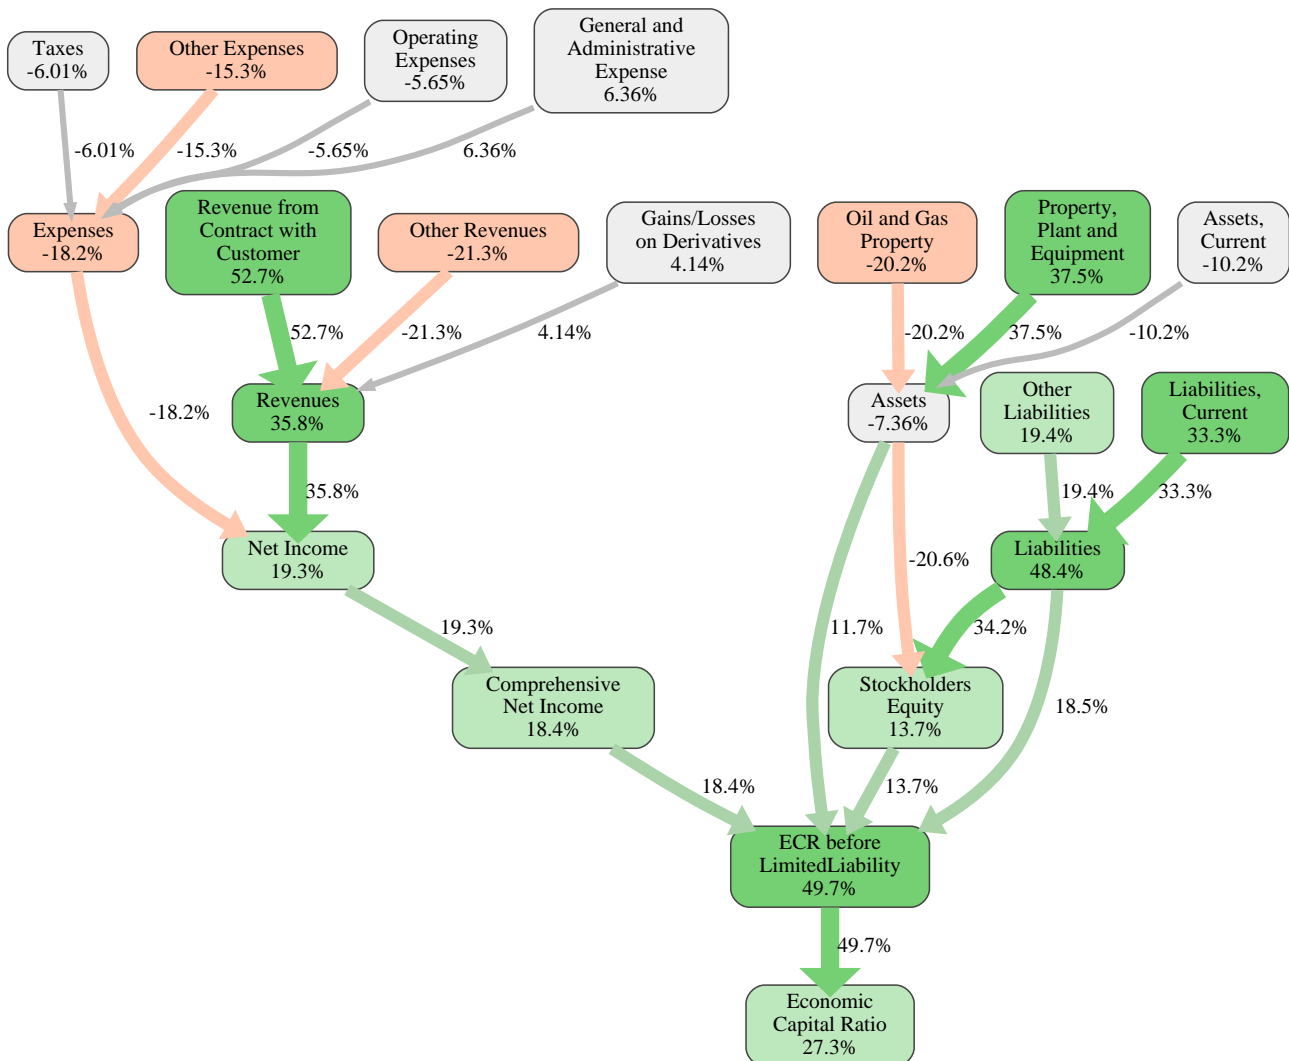 Taxes
-6.01%
Other Expenses
-15.3%
Operating
Expenses
-5.65%
General and
Administrative
Expense
6.36%
-6.01%
-15.3%
-5.65%
6.36%
Expenses
-18.2%
Revenue from
Contract with
Customer
52.7%
Other Revenues
-21.3%
Gains/Losses
on Derivatives
4.14%
Oil and Gas
Property
-20.2%
Property,
Plant and
Equipment
37.5%
Assets,
Current
-10.2%
52.7%
-21.3%
4.14%
-20.2%
37.5%
-10.2%
-18.2%
Revenues
35.8%
Assets
-7.36%
Other
Liabilities
19.4%
Liabilities,
Current
33.3%
35.8%
19.4%
33.3%
Net Income
19.3%
-20.6%
Liabilities
48.4%
19.3%
11.7%
34.2%
18.5%
Comprehensive
Net Income
18.4%
Stockholders
Equity
13.7%
18.4%
13.7%
ECR before
LimitedLiability
49.7%
49.7%
Economic
Capital Ratio
27.3%